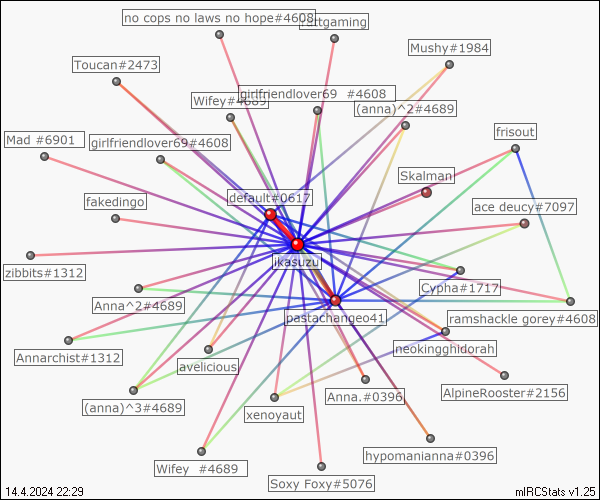 no cops no laws no hope#4608
Mushy#1984
Toucan#2473
girlfriendlover69 #4608
Wifey#4689
(anna)^2#4689
frisout
Mad #6901
girlfriendlover69#4608
Skalman
default#0617
fakedingo
ace deucy#7097
ikasuzu
zibbits#1312
Cypha#1717
Anna^2#4689
pastachangeo41
ramshackle gorey#4608
neokingghidorah
Annarchist#1312
avelicious
Anna.#0396
AlpineRooster#2156
(anna)^3#4689
xenoyaut
hypomanianna#0396
Wifey #4689
Soxy Foxy#5076
14.4.2024 22:29
mIRCStats v1.25